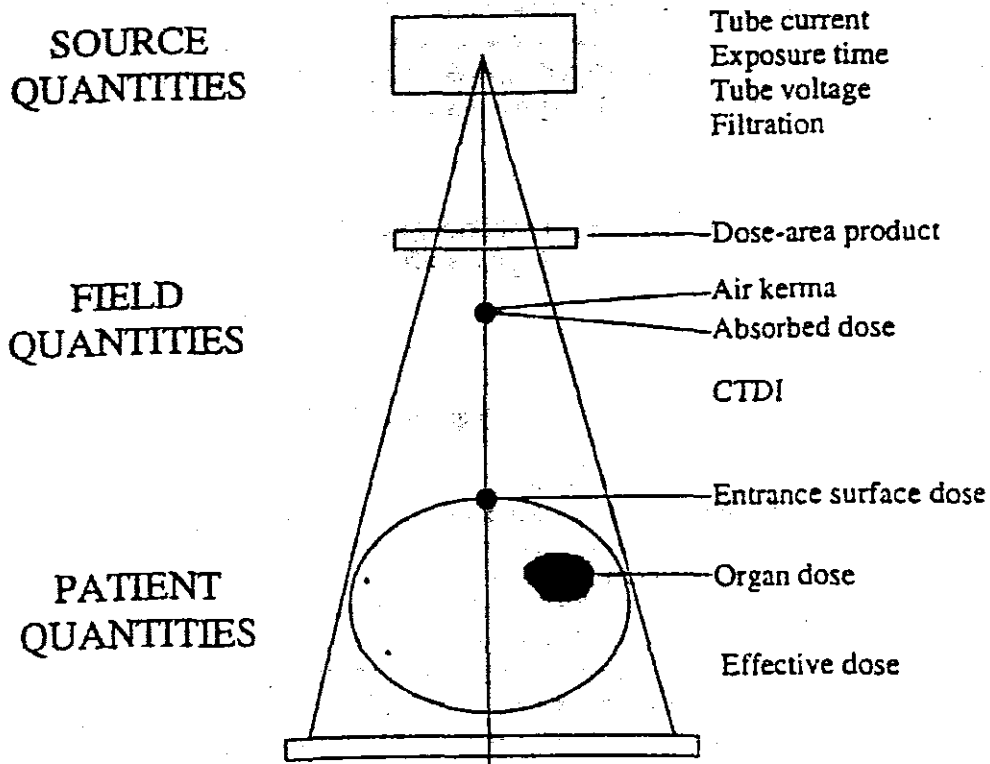 SOURCE
QUANTITIES
Tube current
Exposure time
Tube voltage
Filtration
Dose-area product
FIELD
QUANTITIES
Air kerma
Absorbed dose
CTDI
Entrance surface dose
PATIENT
QUANTITIES
Organ dose
Effective dose